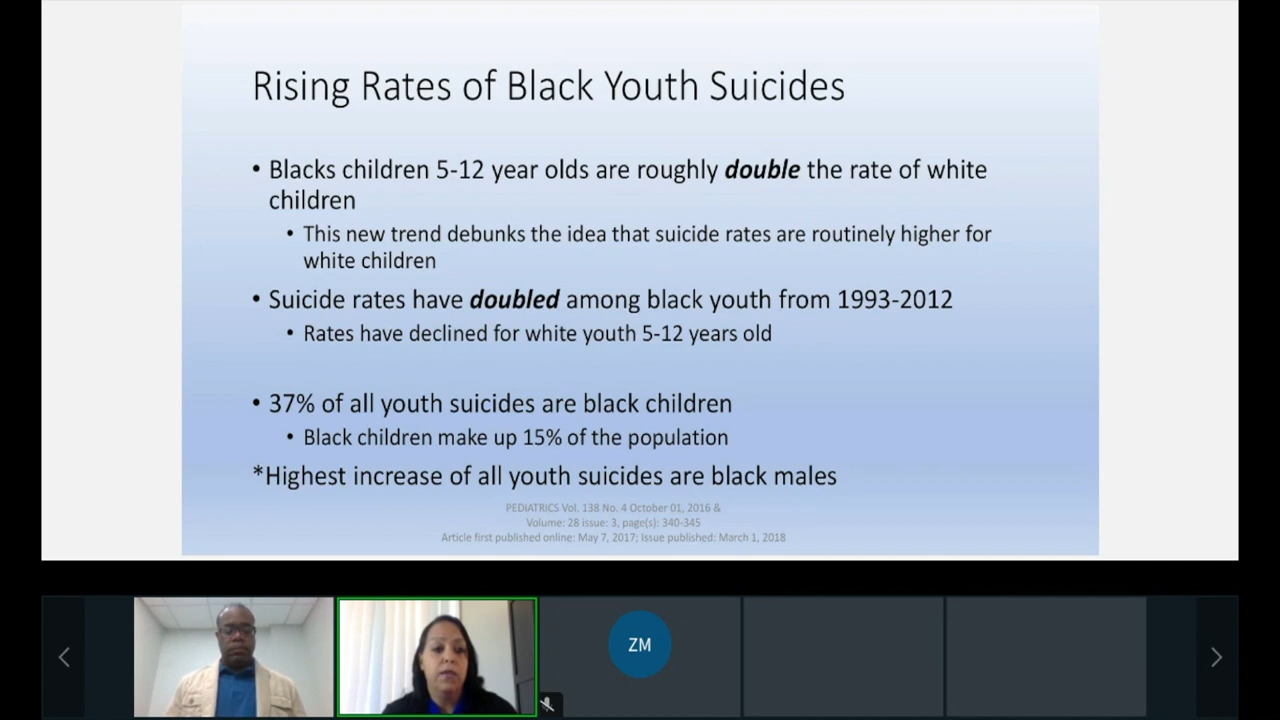 Rising Rates of Black Youth Suicides
• Blacks children 5-12 year olds are roughly double the rate of white
children
• This new trend debunks the idea that suicide rates are routinely higher for
white children
• Suicide rates have doubled among black youth from 1993-2012
• Rates have declined for white youth 5-12 years old
• 37% of all youth suicides are black children
• Black children make up 15% of the population
*Highest increase of all youth suicides are black males
PEDIATRICS Vol. 138 No. 4 October 01, 2016 &
Volume: 28 issue: 3, page(s): 340-345
Article first published online: May 7, 2017; Issue published: March 1, 2018
ZM